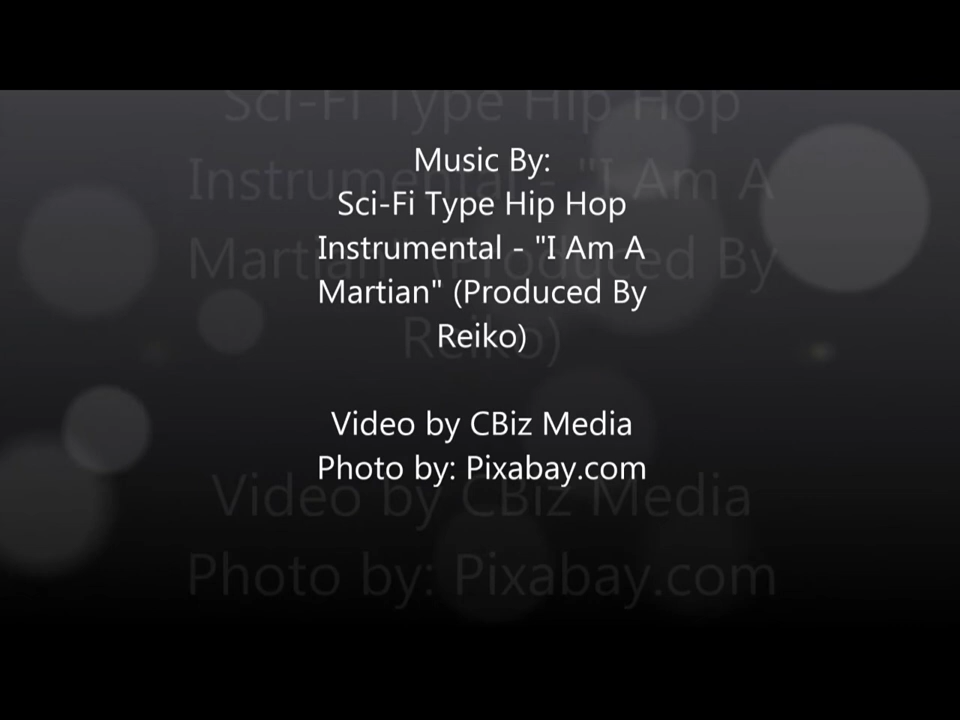 Music By:
Sci-Fi Type Hip Hop
Instrumental - "I Am A
Martian" (Produced By
Reiko)
Video by CBiz Media
Photo by: Pixabay.com